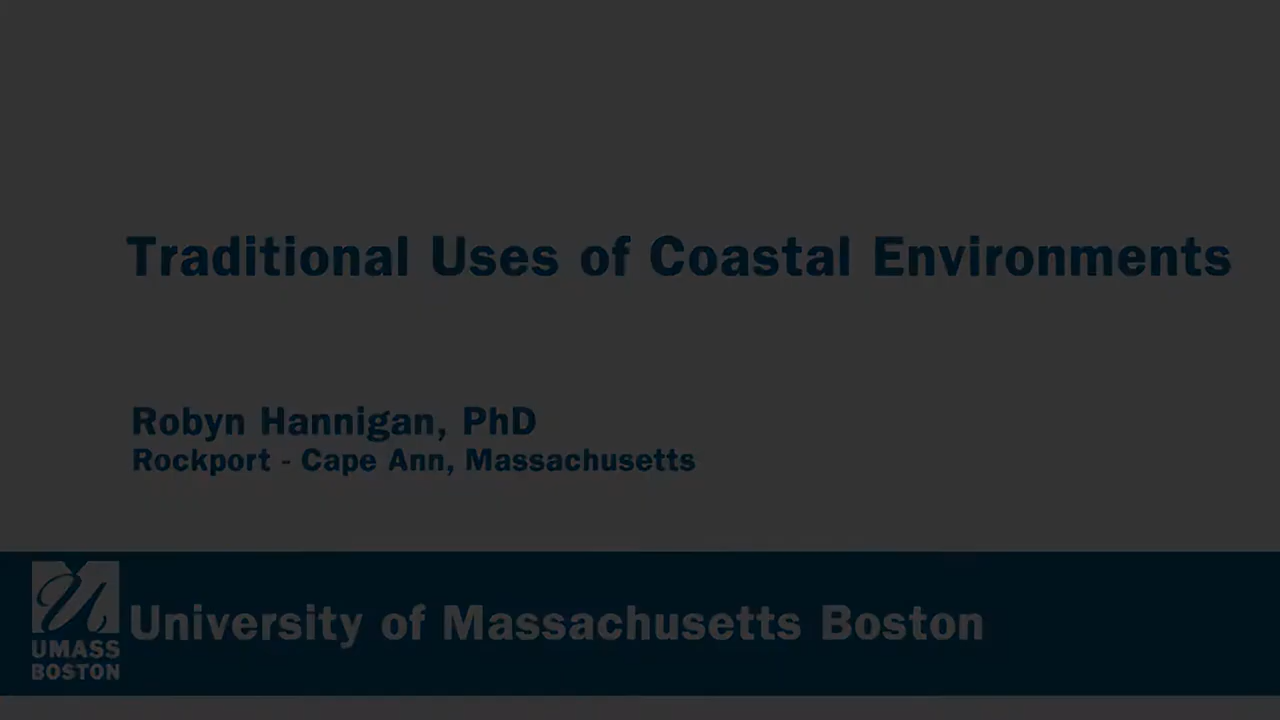 Traditional Uses of Coastal Environments
Robyn Hannigan, PhD
Rockport - Cape Ann, Massachusetts
University of Massachusetts Boston
UMASS
BOSTON